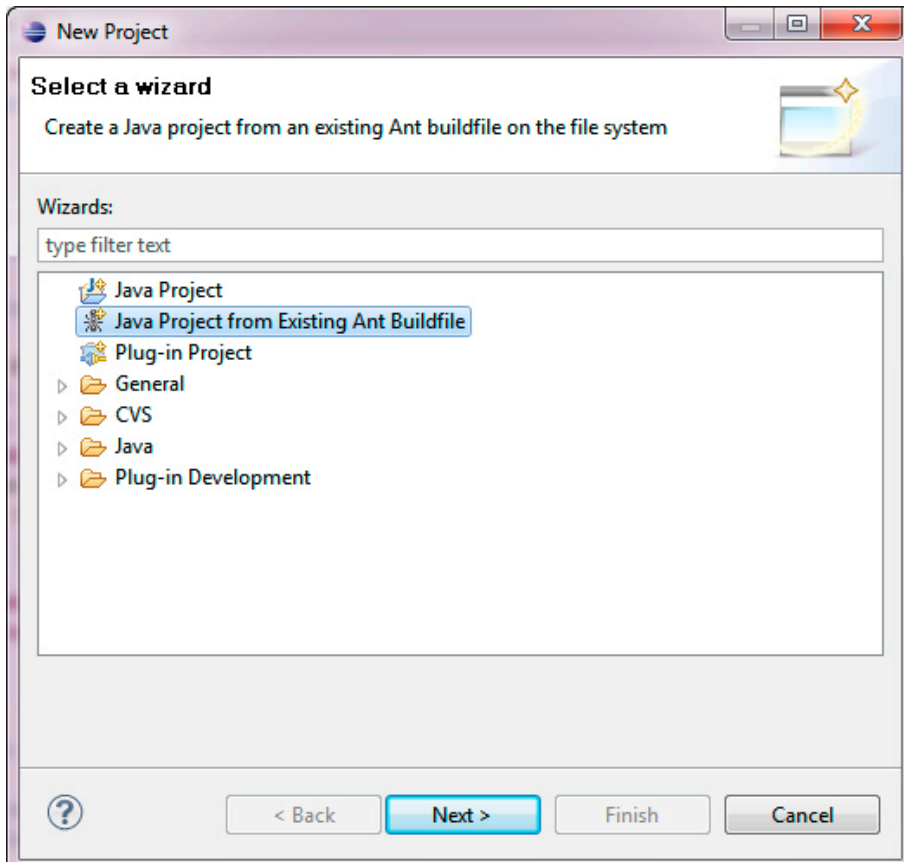 New Project
Select a wizard
Create a Java project from an existing Ant buildfile on the file system
Wizards:
type filter text
Java Project
Java Project from Existing Ant Buildfile
Plug-in Project
General
CVS
Java
Plug-in Development
< Back Next > Finish Cancel